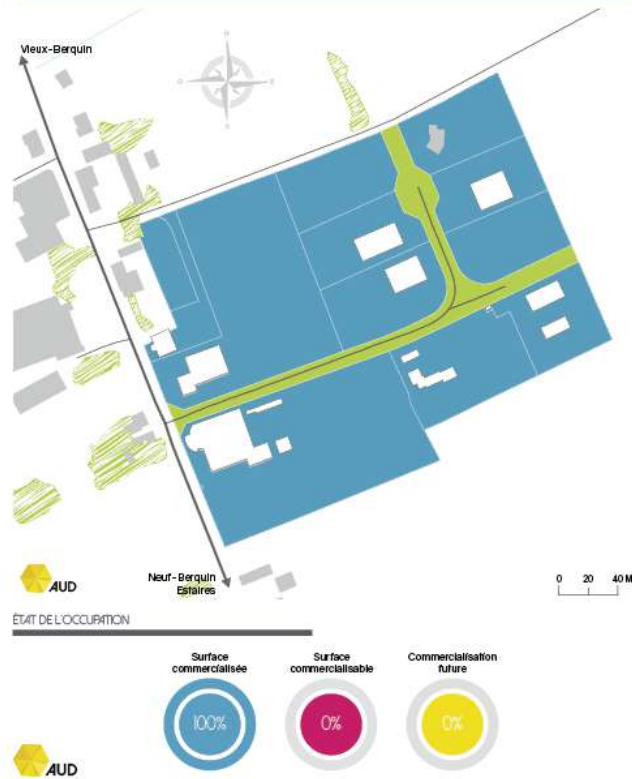 Vieux-Berquin
AUD
Neuf-Berquin
Estaires
0 20 40 M
ÉTAT DE L'OCCUPATION
Surface
commercialisée
Surface
commercialisable
Commercialisation
future
100%
0%
0%
AUD